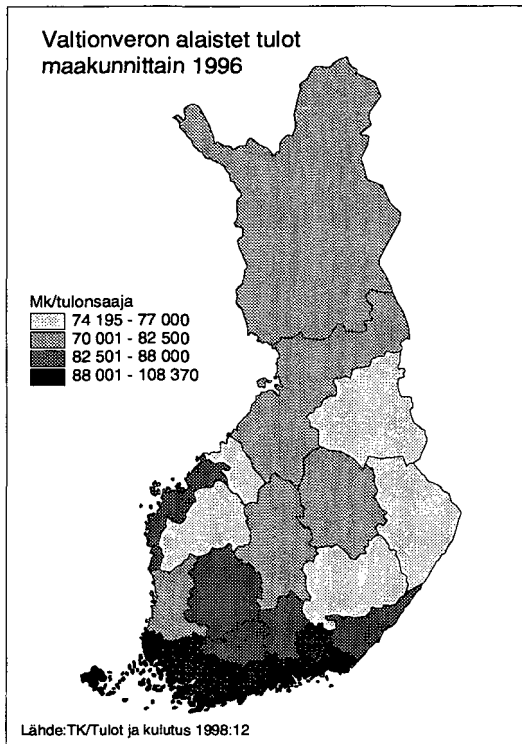 Valtionveron alaistet tulot
maakunnittain 1996
Mk/tulonsaaja
74 195 - 77 000
70 001 - 82 500
82 501 - 88 000
88 001 - 108 370
Lähde:TK/Tulot ja kulutus 1998:12